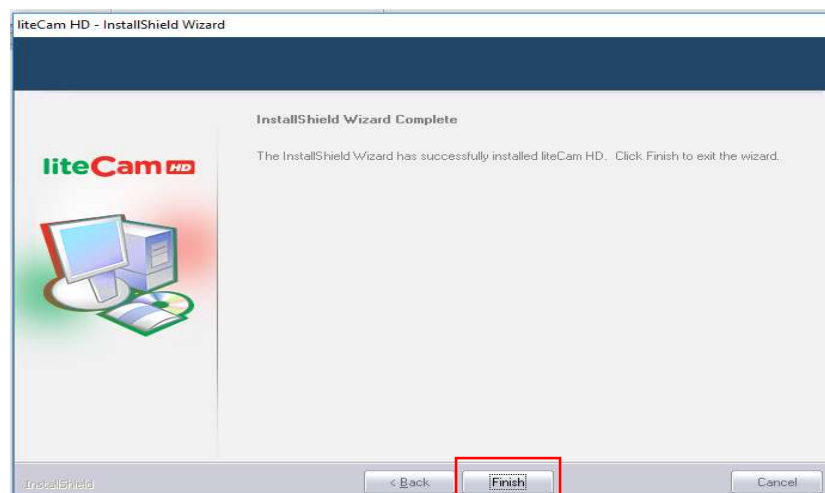 liteCam HD - InstallShield Wizard
InstallShield Wizard Complete
liteCam HD
The InstallShield Wizard has successfully installed liteCam HD. Click Finish to exit the wizard.
InstallShield
< Back
Finish
Cancel